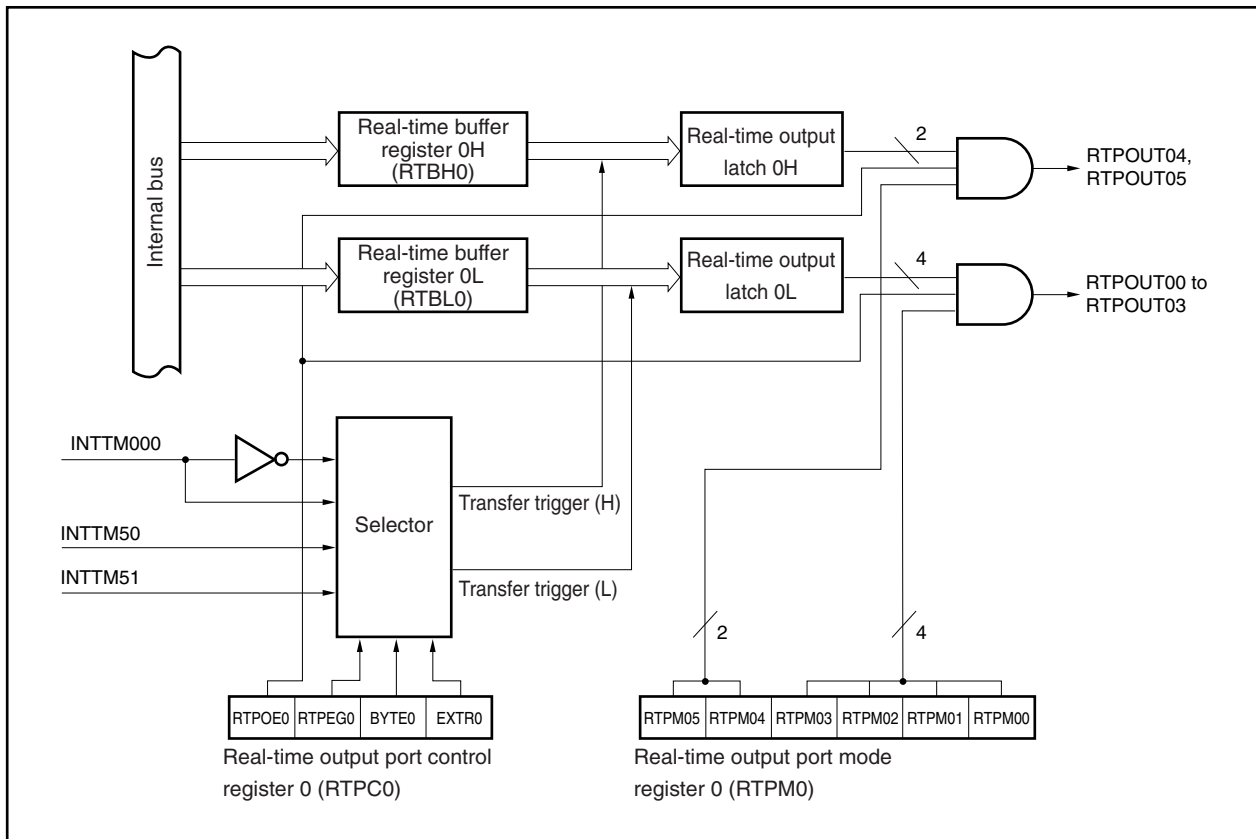 Internal bus
Real-time buffer
register 0H
(RTBH0)
Real-time output
latch 0H
2
RTPOUT04,
RTPOUT05
Real-time buffer
register 0L
(RTBL0)
Real-time output
latch 0L
4
RTPOUT00 to
RTPOUT03
INTTM000
INTTM50
INTTM51
Selector
Transfer trigger (H)
Transfer trigger (L)
2
4
RTPOE0 RTPEG0 BYTE0 EXTR0
Real-time output port control
register 0 (RTPC0)
RTPM05 RTPM04 RTPM03 RTPM02 RTPM01 RTPM00
Real-time output port mode
register 0 (RTPM0)